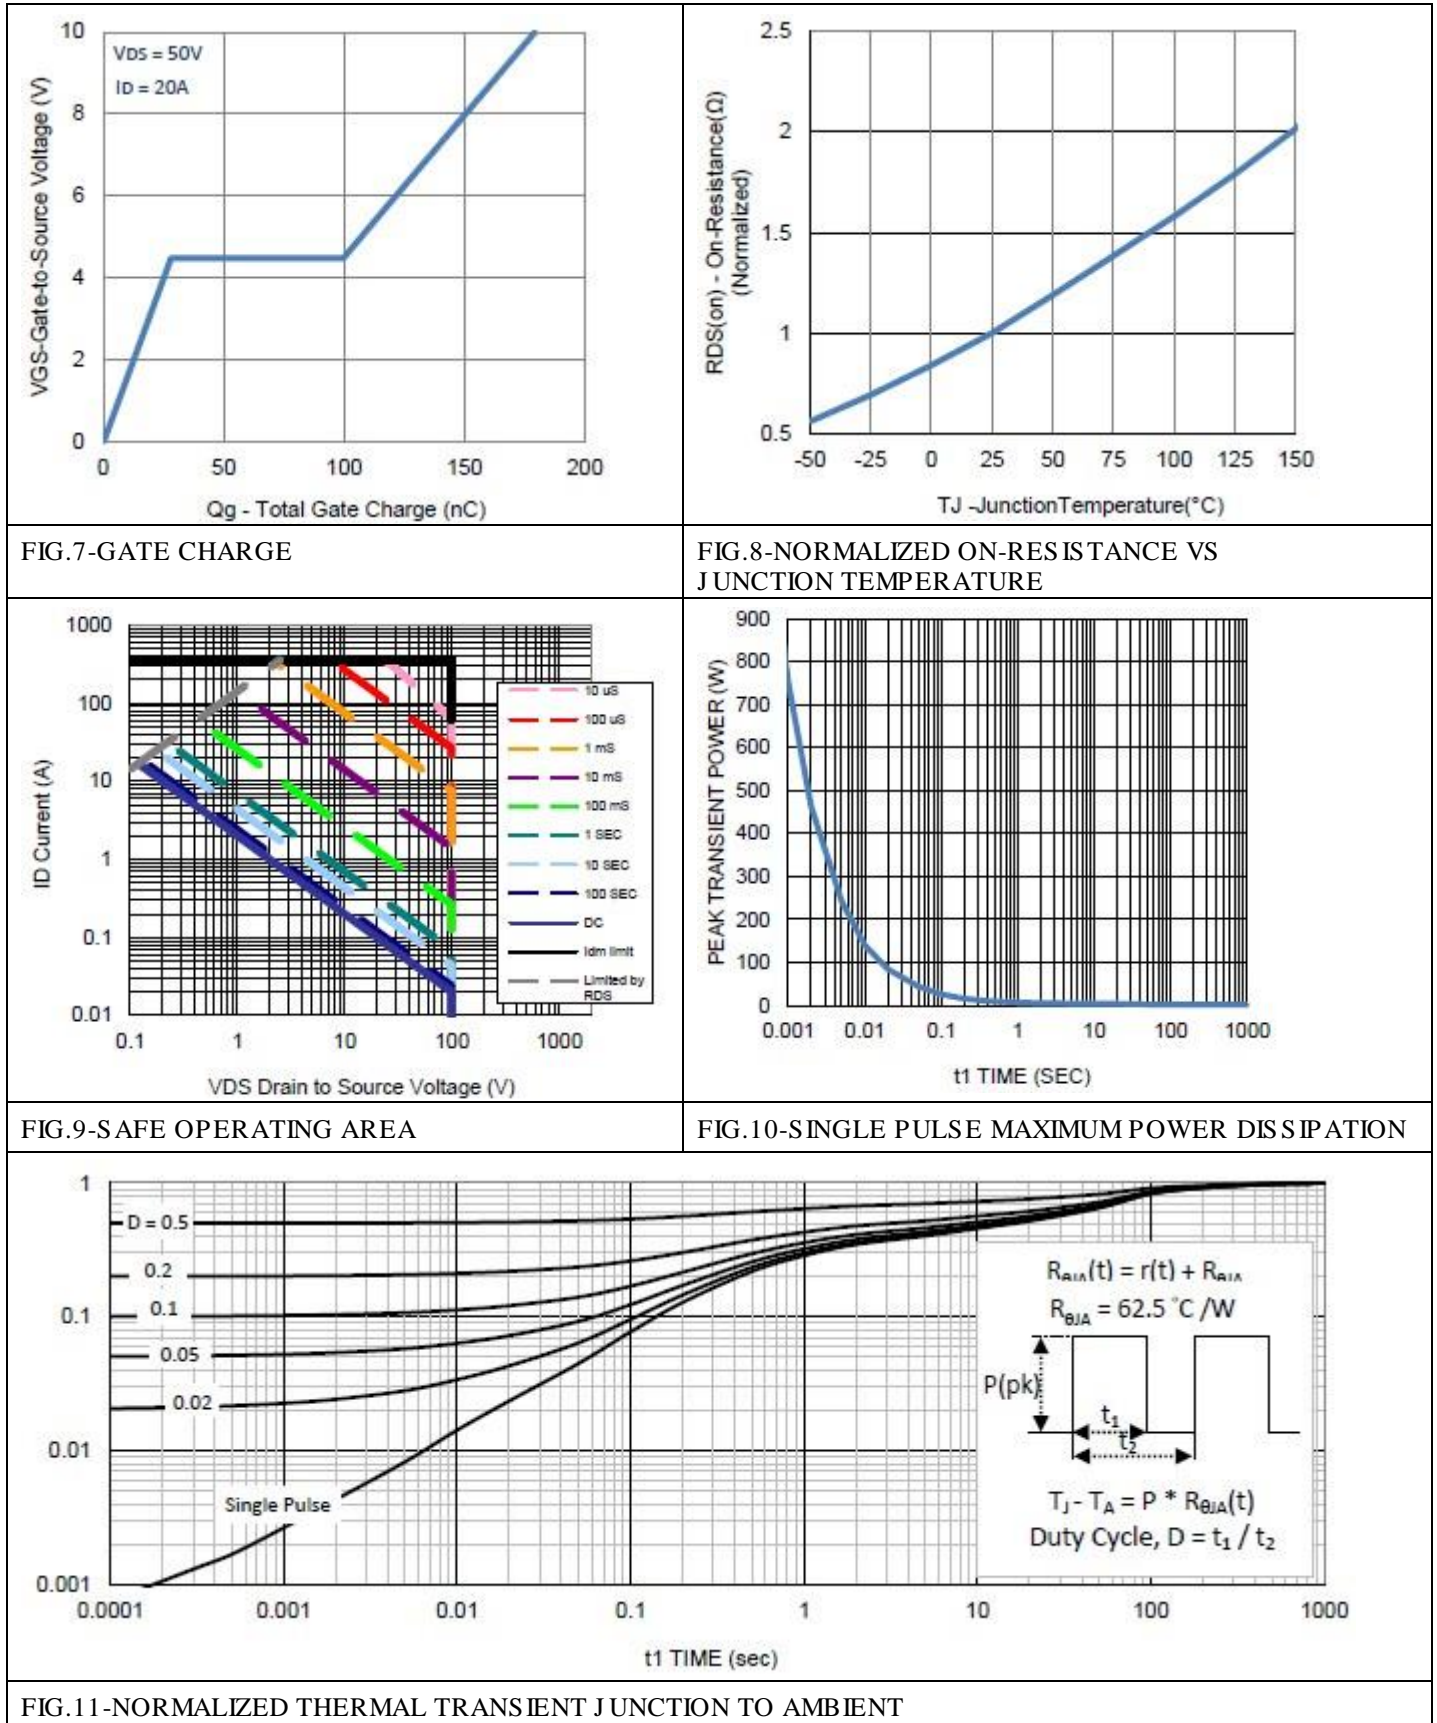 VDS = 50V
ID = 20A
10
8
6
4
2
0
0 50 100 150 200
VGS-Gate-to-Source Voltage (V)
Qg - Total Gate Charge (nC)
2.5
2
1.5
1
0.5
-50 -25 0 25 50 75 100 125 150
RDS(on) - On-Resistance(Ω)
(Normalized)
TJ -JunctionTemperature(°C)
FIG.7-GATE CHARGE
FIG.8-NORMALIZED ON-RESISTANCE VS
JUNCTION TEMPERATURE
1000
100
10
1
0.1
0.01
0.1 1 10 100 1000
ID Current (A)
VDS Drain to Source Voltage (V)
10 uS
100 uS
1 mS
10 mS
100 mS
1 SEC
10 SEC
100 SEC
DC
Idm limit
Limited by
RDS
900
800
700
600
500
400
300
200
100
0
0.001 0.01 0.1 1 10 100 1000
PEAK TRANSIENT POWER (W)
t1 TIME (SEC)
FIG.9-SAFE OPERATING AREA
FIG.10-SINGLE PULSE MAXIMUM POWER DISSIPATION
1
0.1
0.01
0.001
D = 0.5
0.2
0.1
0.05
0.02
Single Pulse
RθJA(t) = r(t) + RθJA
RθJA = 62.5 °C /W
P(pk)
t1
t2
TJ - TA = P * RθJA(t)
Duty Cycle, D = t1 / t2
0.0001 0.001 0.01 0.1 1 10 100 1000
t1 TIME (sec)
FIG.11-NORMALIZED THERMAL TRANSIENT JUNCTION TO AMBIENT